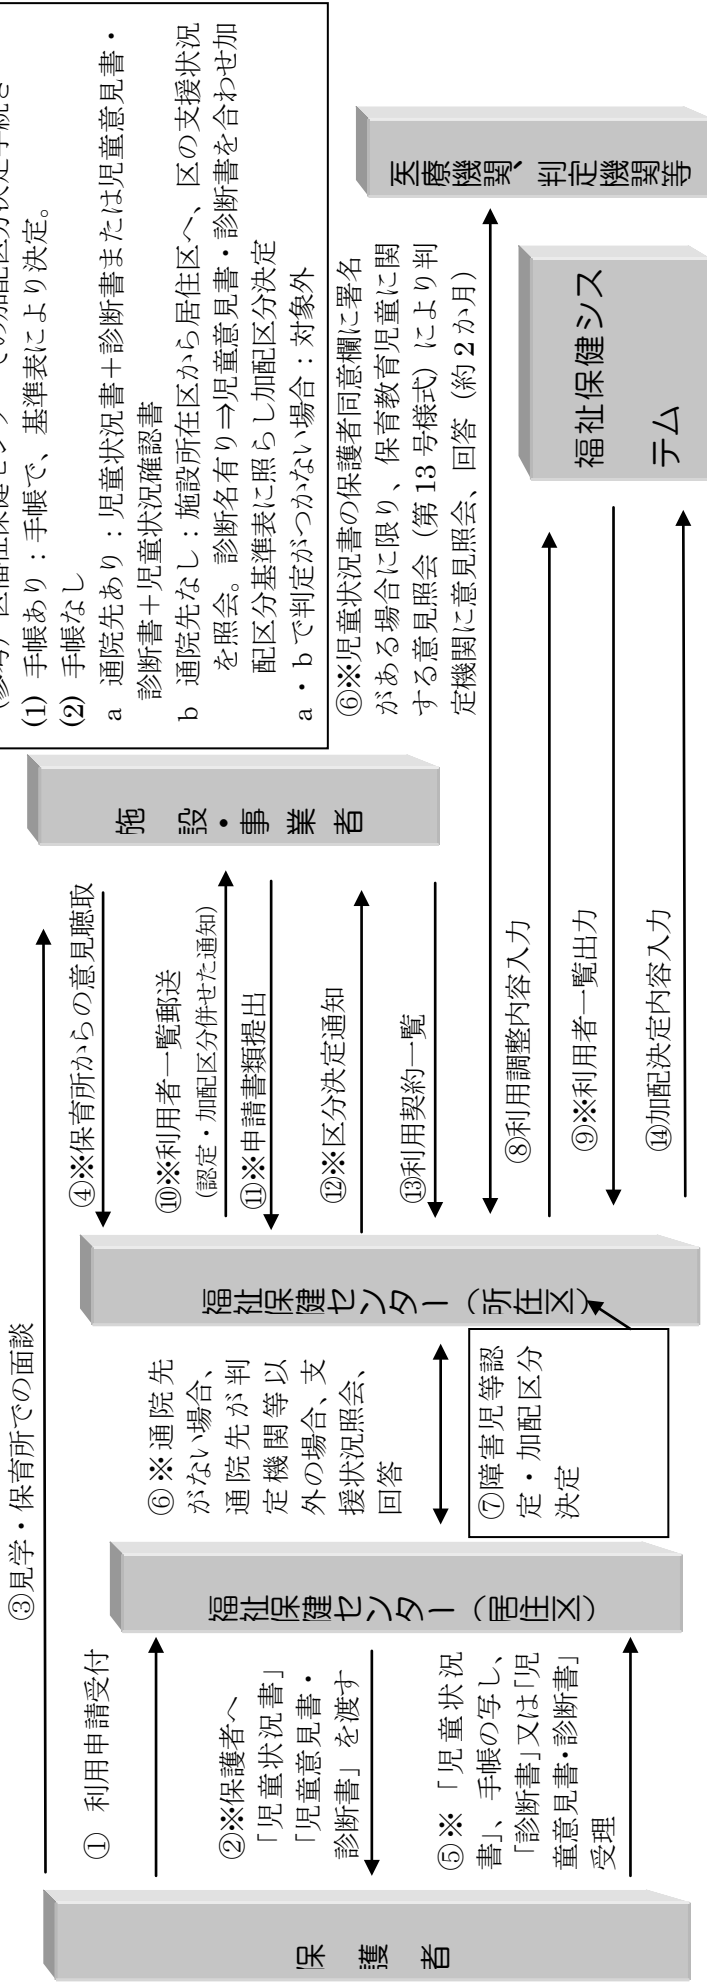 ③見学・保育所での面談
① 利用申請受付
②※保護者へ
「児童状況書」
「児童意見書・
診断書」を渡す
⑤※「児童状況
書」、手帳の写し、
「診断書」又は「児
童意見書・診断書」
受理
保護者
福祉保健センター（居住区）
⑥※通院先
がない場合、
通院先が判
定機関等以
外の場合、支
援状況照会、
回答
⑦障害児等認
定・加配区分
決定
福祉保健センター（所在区）
④※保育所からの意見聴取
⑩※利用者一覧郵送
(認定・加配区分併せた通知)
⑪※申請書類提出
⑫※区分決定通知
⑬利用契約一覧
施設・事業者
⑧利用調整内容入力
⑨※利用者一覧出力
⑭加配決定内容入力
(1) 手帳あり：手帳で、基準表により決定。
(2) 手帳なし
a 通院先あり：児童状況書＋診断書または児童意見書・
診断書＋児童状況確認書
b 通院先なし：施設所在区から居住区へ、区の支援状況
を照会。診断名有り⇒児童意見書・診断書を合わせ加
配区分基準表に照らし加配区分決定
a・bで判定がつかない場合：対象外
⑥※児童状況書の保護者同意欄に署名
がある場合に限り、保育教育児童に関
する意見照会（第 13 号様式）により判
定機関に意見照会、回答（約 2 か月）
医療機関、判定機関等
福祉保健シス
テム